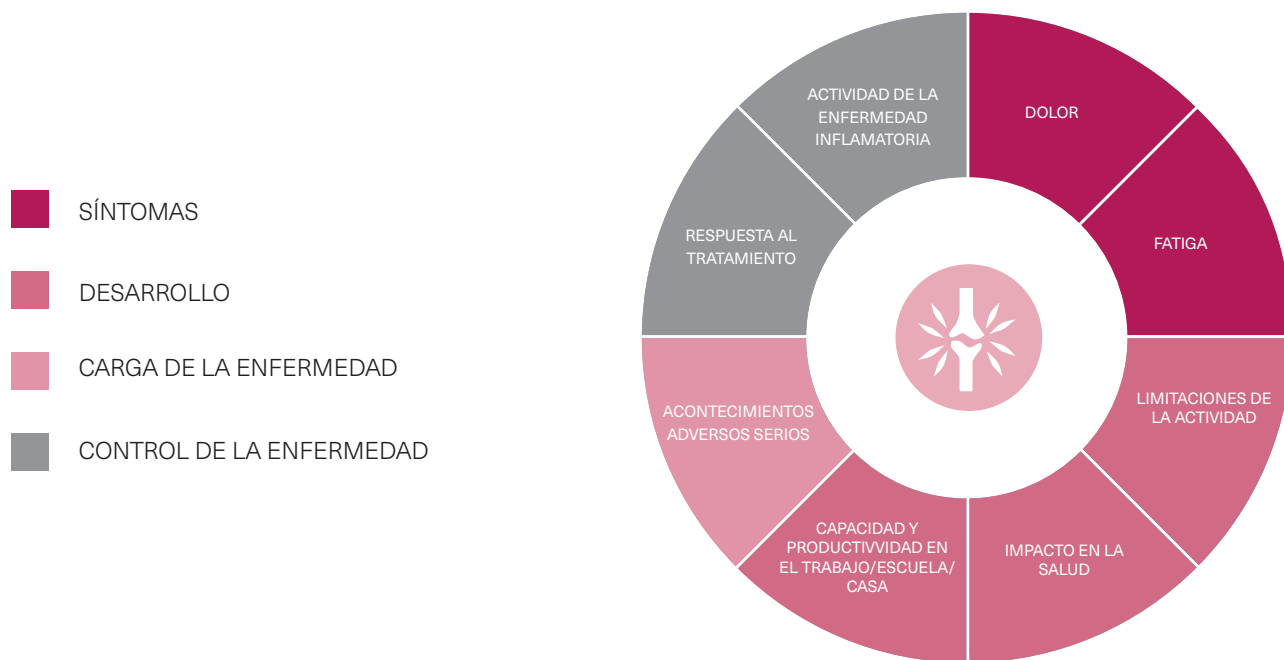 SÍNTOMAS
DESARROLLO
CARGA DE LA ENFERMEDAD
CONTROL DE LA ENFERMEDAD
ACTIVIDAD DE LA
ENFERMEDAD
INFLAMATORIA
DOLOR
FATIGA
LIMITACIONES DE
LA ACTIVIDAD
IMPACTO EN LA
SALUD
CAPACIDAD Y
PRODUCTIVVIDAD EN
EL TRABAJO/ESCUELA/
CASA
ACONTECIMIENTOS
ADVERSOS SERIOS
RESPUESTA AL
TRATAMIENTO